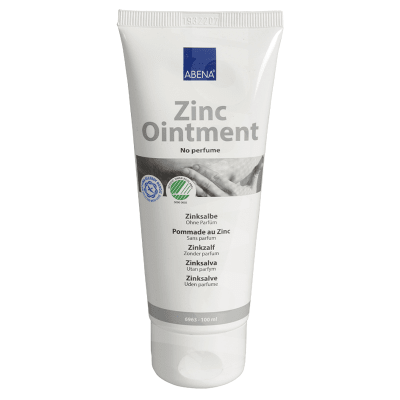 ABENA®
Zinc
Ointment
No perfume
Zinksalbe
Ohne Parfum
Pommade au Zinc
Sans parfum
Zinkzalf
Zonder parfum
Zinksalva
Utan parfym
Zinksalve
Uden parfume
6965 · 100 ml